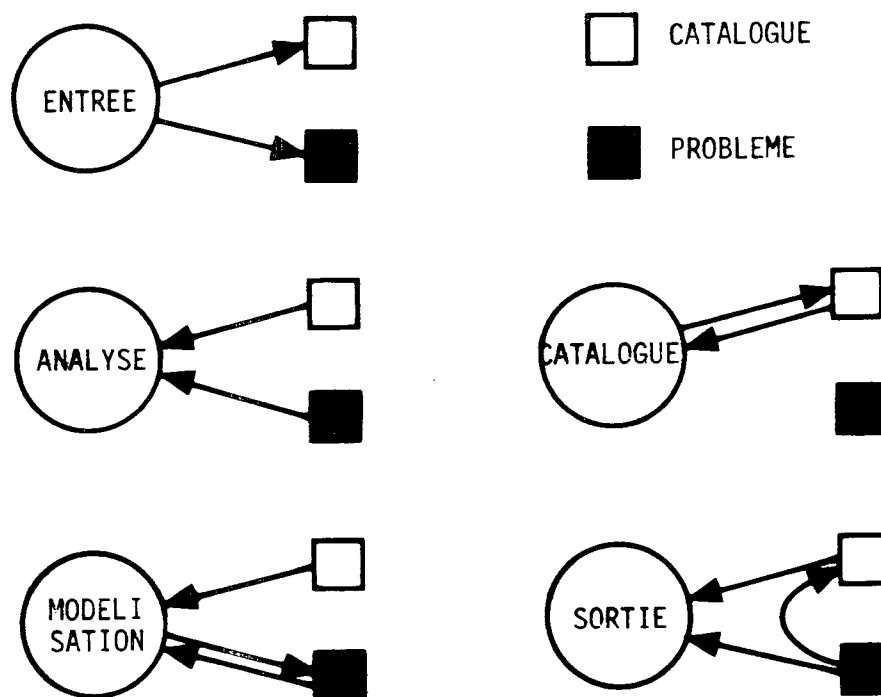 ENTREE
CATALOGUE
PROBLEME
ANALYSE
CATALOGUE
MODELI
SATION
SORTIE